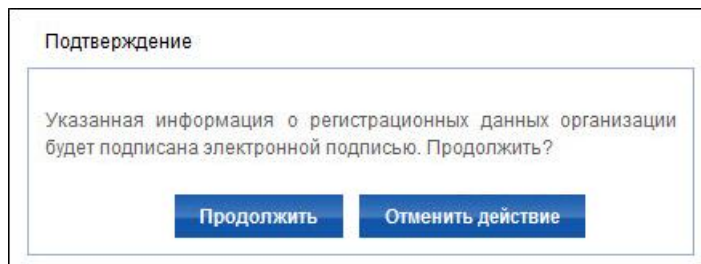 Подтверждение
Указанная информация о регистрационных данных организации
будет подписана электронной подписью. Продолжить?
Продолжить Отменить действие